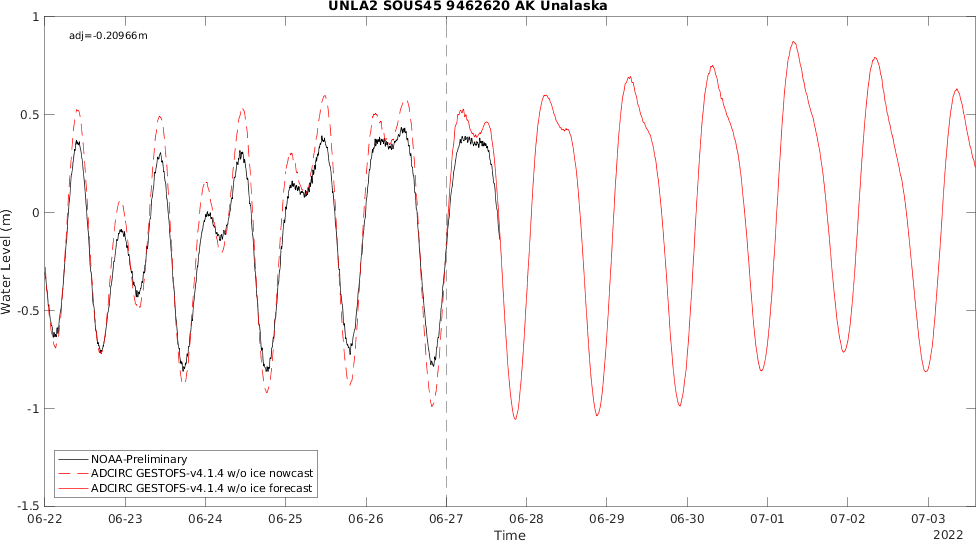 UNLA2 SOUS45 9462620 AK Unalaska
adj=-0.20966m
1
0.5
0
-0.5
-1
-1.5
Water Level (m)
NOAA-Preliminary
ADCIRC GESTOFS-v4.1.4 w/o ice nowcast
ADCIRC GESTOFS-v4.1.4 w/o ice forecast
06-22 06-23 06-24 06-25 06-26 06-27 06-28 06-29 06-30 07-01 07-02 07-03
Time
2022